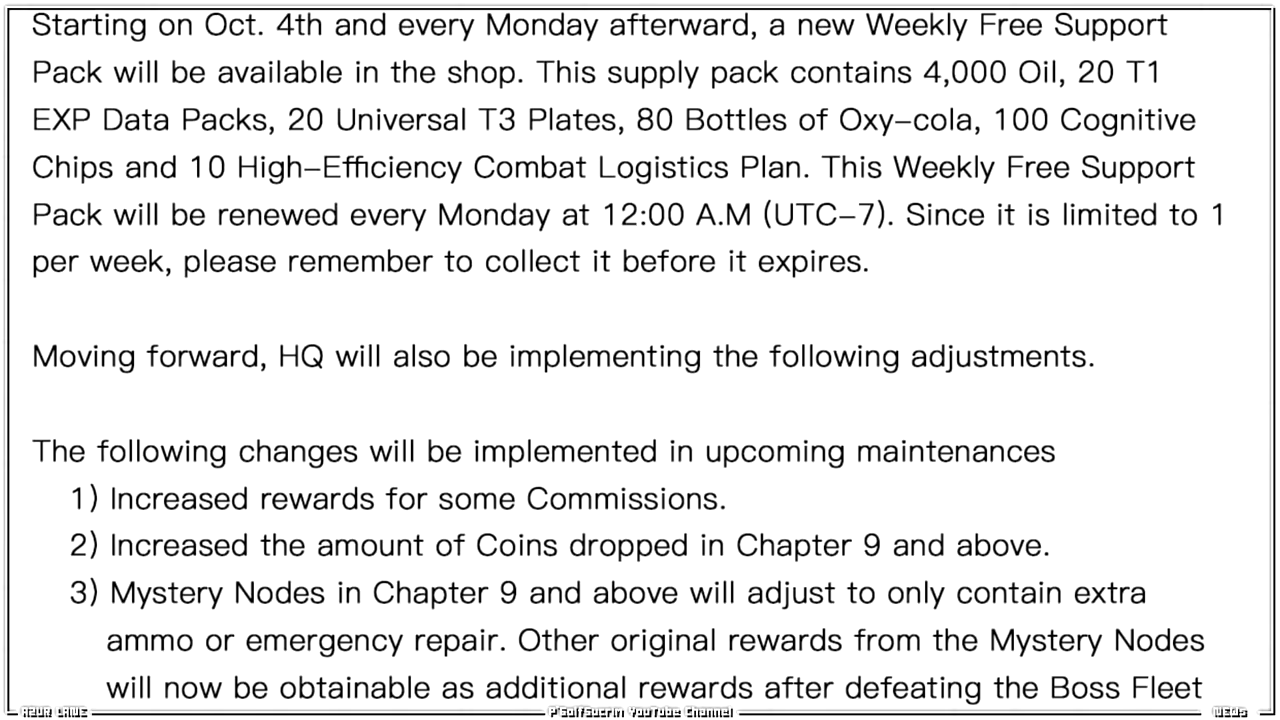 Starting on Oct. 4th and every Monday afterward, a new Weekly Free Support
Pack will be available in the shop. This supply pack contains 4,000 Oil, 20 T1
EXP Data Packs, 20 Universal T3 Plates, 80 Bottles of Oxy-cola, 100 Cognitive
Chips and 10 High-Efficiency Combat Logistics Plan. This Weekly Free Support
Pack will be renewed every Monday at 12:00 A.M (UTC-7). Since it is limited to 1
per week, please remember to collect it before it expires.
Moving forward, HQ will also be implementing the following adjustments.
The following changes will be implemented in upcoming maintenances
1) Increased rewards for some Commissions.
2) Increased the amount of Coins dropped in Chapter 9 and above.
3) Mystery Nodes in Chapter 9 and above will adjust to only contain extra
ammo or emergency repair. Other original rewards from the Mystery Nodes
will now be obtainable as additional rewards after defeating the Boss Fleet
AZUR LANE YouTube Channel NEWS